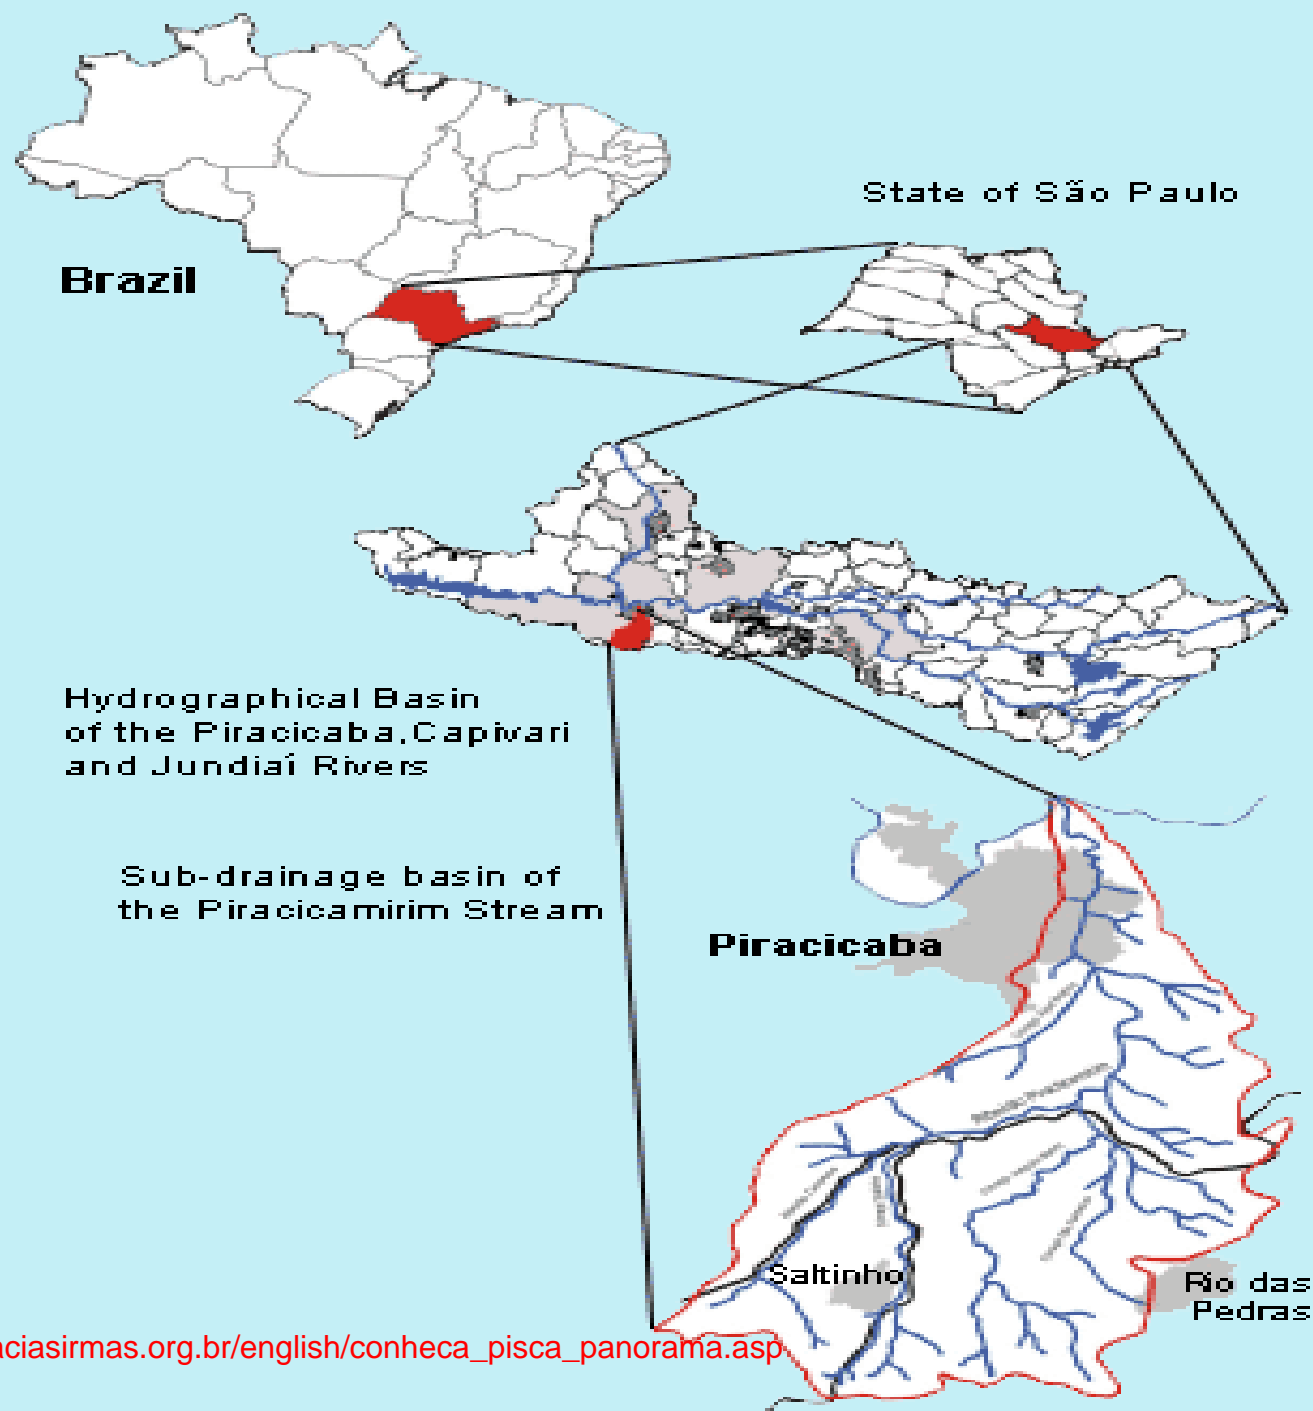 State of São Paulo
Brazil
Hydrographical Basin
of the Piracicaba, Capivari
and Jundiaí Rivers
Sub-drainage basin of
the Piracicamirim Stream
Piracicaba
Saltinho
Rio das
Pedras
aciasirmas.org.br/english/conheca_pisca_panorama.asp